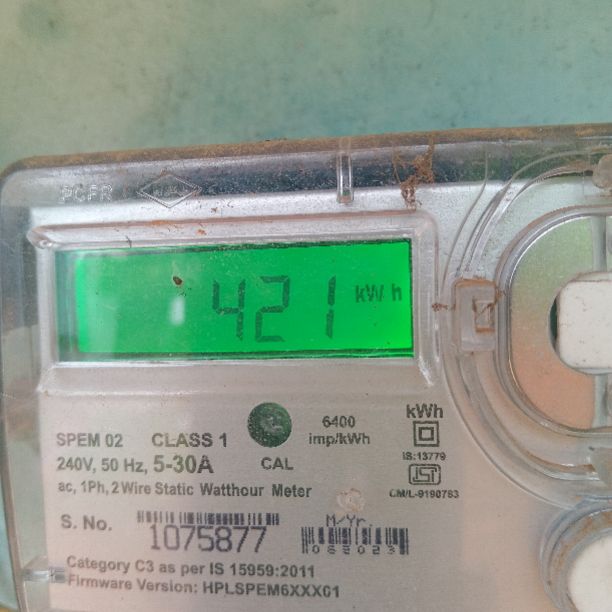 PCFR
421 kWh
6400
imp/kWh
kWh
SPEM 02 CLASS 1
240V, 50 Hz, 5-30A
CAL
IS:13779
ac, 1Ph, 2 Wire Static Watthour Meter
CM/L-9190783
S. No.
1075877
M/Yr.
062023
Category C3 as per IS 15959:2011
Firmware Version: HPLSPEM6XXX01